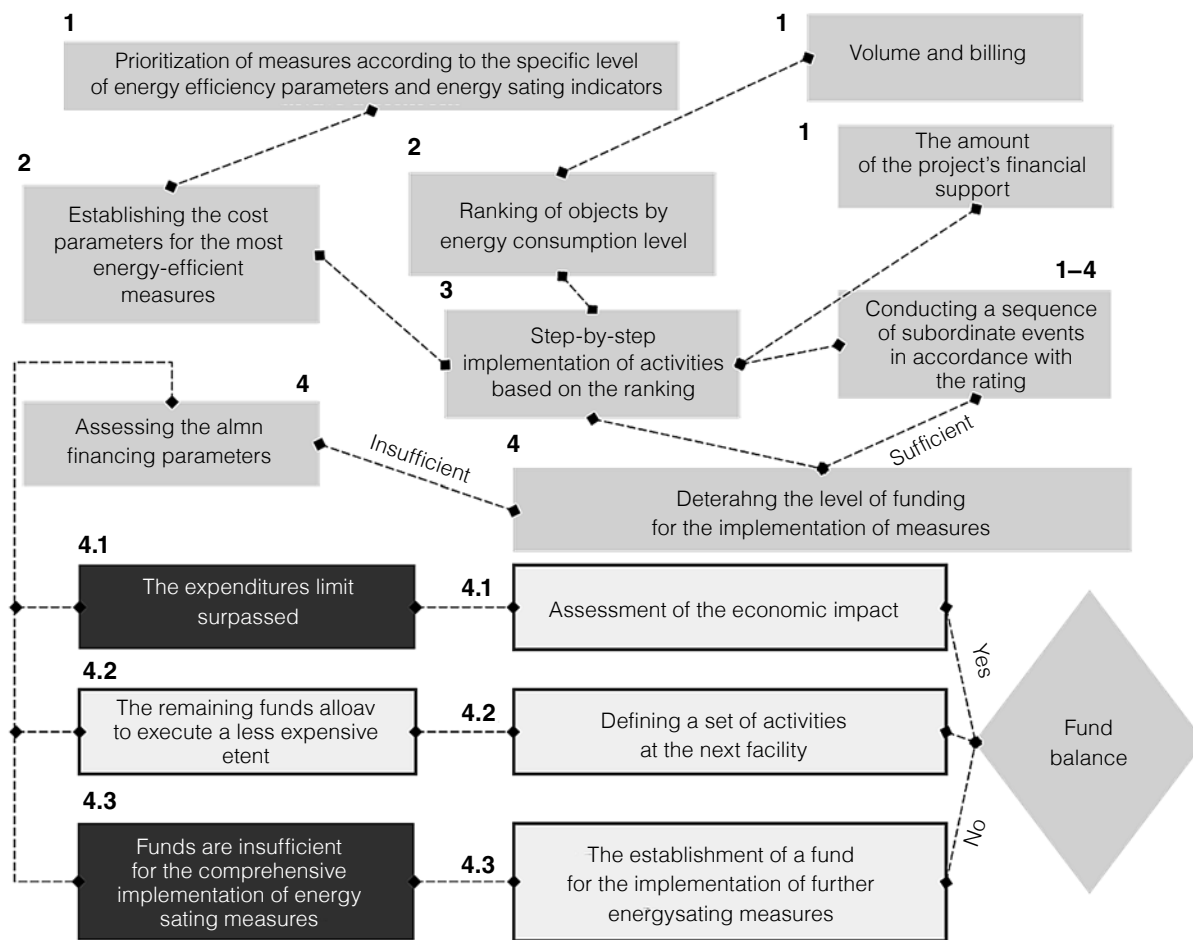 1
Prioritization of measures according to the specific level
of energy efficiency parameters and energy sating indicators
1
Volume and billing
1
The amount
of the project's financial
support
2
Establishing the cost
parameters for the most
energy-efficient
measures
2
Ranking of objects by
energy consumption level
3
Step-by-step
implementation of activities
based on the ranking
1–4
Conducting a sequence
of subordinate events
in accordance with
the rating
4
Assessing the almn
financing parameters
Insufficient
Sufficient
4
Deterahng the level of funding
for the implementation of measures
4.1
The expenditures limit
surpassed
4.1
Assessment of the economic impact
Yes
4.2
The remaining funds alloav
to execute a less expensive
etent
4.2
Defining a set of activities
at the next facility
Fund
balance
4.3
Funds are insufficient
for the comprehensive
implementation of energy
sating measures
4.3
The establishment of a fund
for the implementation of further
energysating measures
No